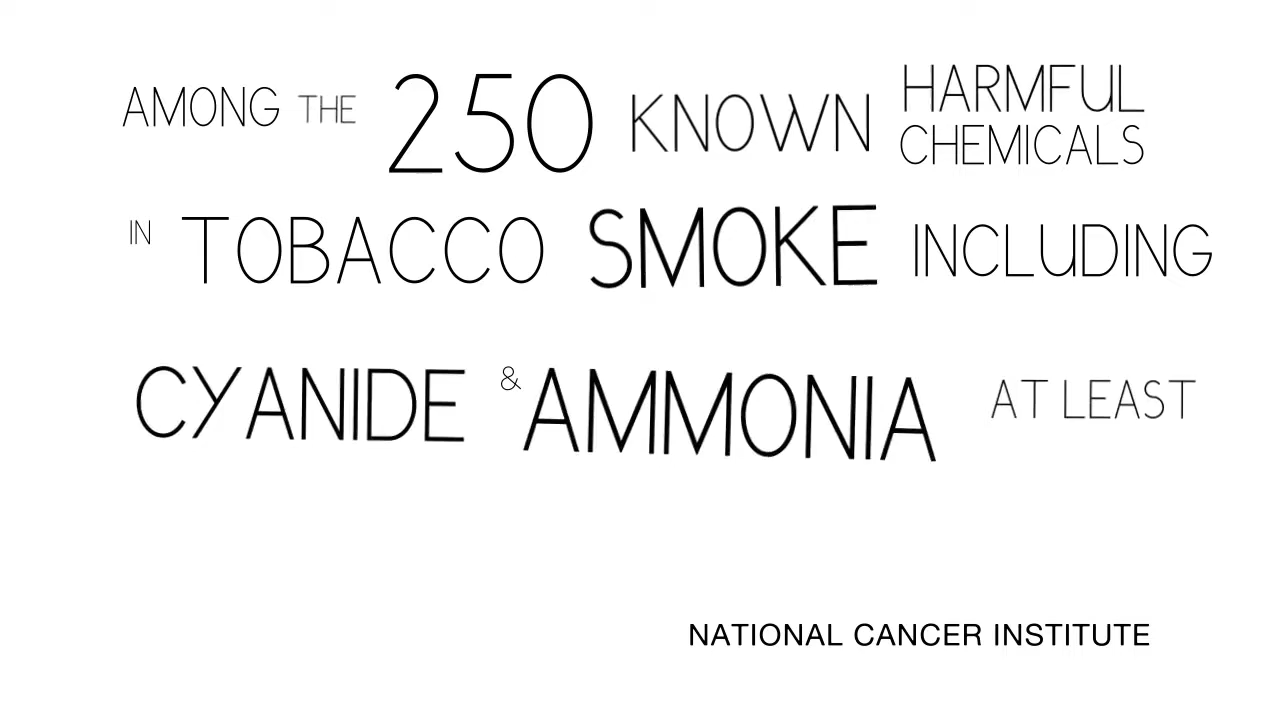 AMONG THE 250 KNOWN HARMFUL CHEMICALS
IN TOBACCO SMOKE INCLUDING
CYANIDE & AMMONIA AT LEAST
NATIONAL CANCER INSTITUTE